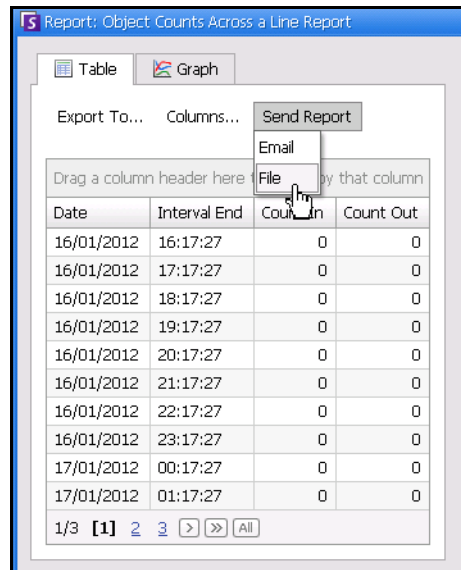 Report: Object Counts Across a Line Report
Table Graph
Export To... Columns... Send Report
Email
File
Drag a column header here by that column
Date Interval End Count In Count Out
16/01/2012 16:17:27 0 0
16/01/2012 17:17:27 0 0
16/01/2012 18:17:27 0 0
16/01/2012 19:17:27 0 0
16/01/2012 20:17:27 0 0
16/01/2012 21:17:27 0 0
16/01/2012 22:17:27 0 0
16/01/2012 23:17:27 0 0
17/01/2012 00:17:27 0 0
17/01/2012 01:17:27 0 0
1/3 [1] 2 3 > >> All